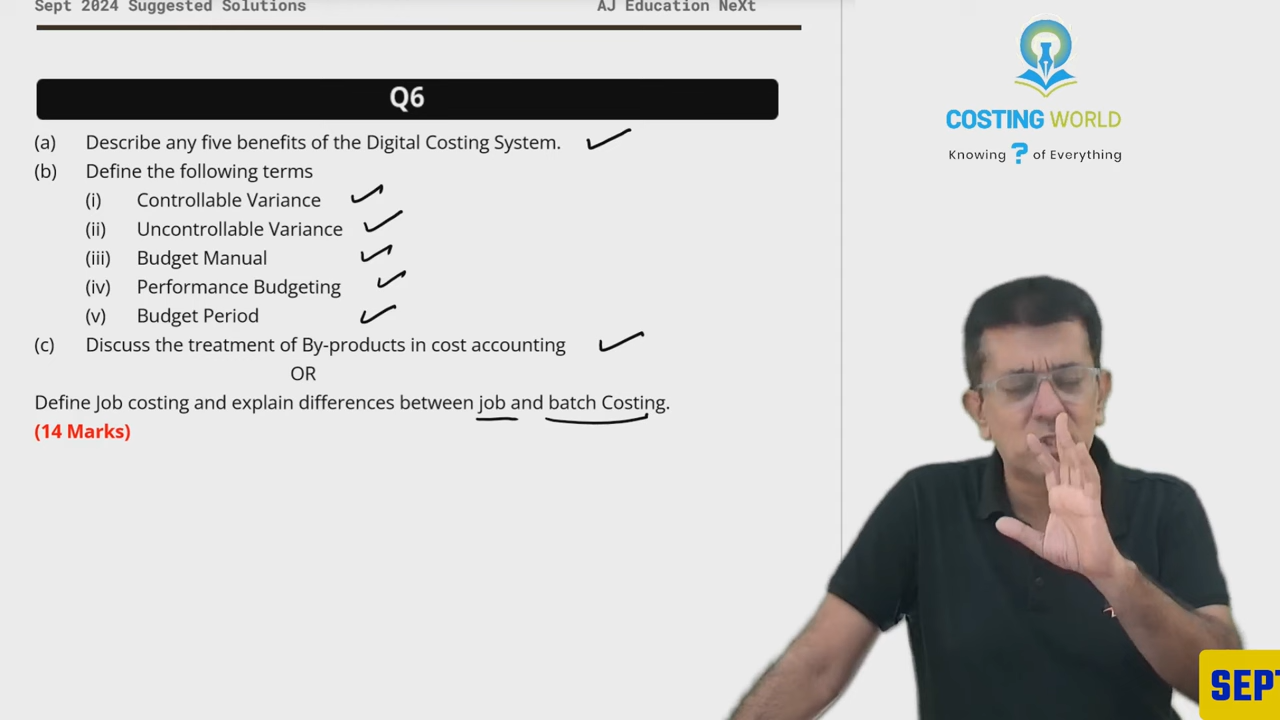 Sept 2024 Suggested Solutions AJ Education NeXt
Q6
(a) Describe any five benefits of the Digital Costing System.
(b) Define the following terms
(i) Controllable Variance
(ii) Uncontrollable Variance
(iii) Budget Manual
(iv) Performance Budgeting
(v) Budget Period
(c) Discuss the treatment of By-products in cost accounting
OR
Define Job costing and explain differences between job and batch Costing.
(14 Marks)
COSTING WORLD
Knowing ? of Everything
SEPT